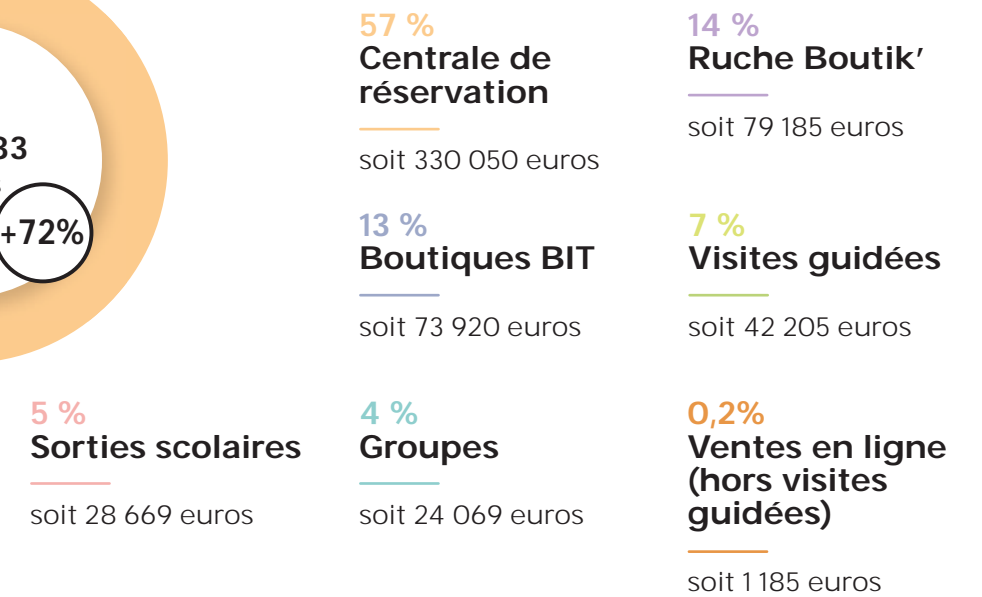 57 %
Centrale de
réservation
soit 330 050 euros
14 %
Ruche Boutik’
soit 79 185 euros
33
+72%
13 %
Boutiques BIT
soit 73 920 euros
7 %
Visites guidées
soit 42 205 euros
5 %
Sorties scolaires
soit 28 669 euros
4 %
Groupes
soit 24 069 euros
0,2%
Ventes en ligne
(hors visites
guidées)
soit 1 185 euros